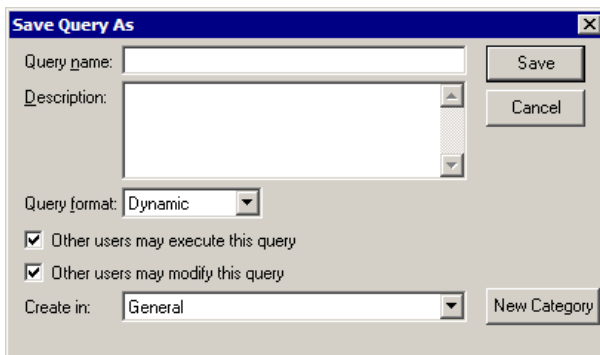 Save Query As
Query name:
Save
Description:
Cancel
Query format: Dynamic
Other users may execute this query
Other users may modify this query
Create in: General
New Category